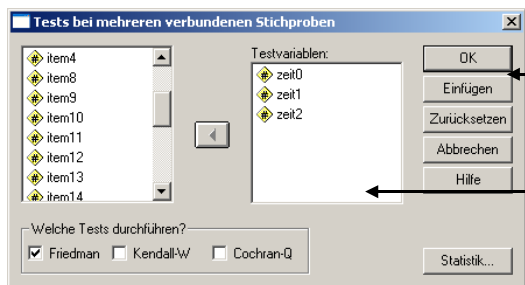 Tests bei mehreren verbundenen Stichproben
item4
item8
item9
item10
item11
item12
item13
item14
Testvariablen:
zeit0
zeit1
zeit2
OK
Einfügen
Zurücksetzen
Abbrechen
Hilfe
Welche Tests durchführen?
Friedman Kendall-W Cochran-Q
Statistik...